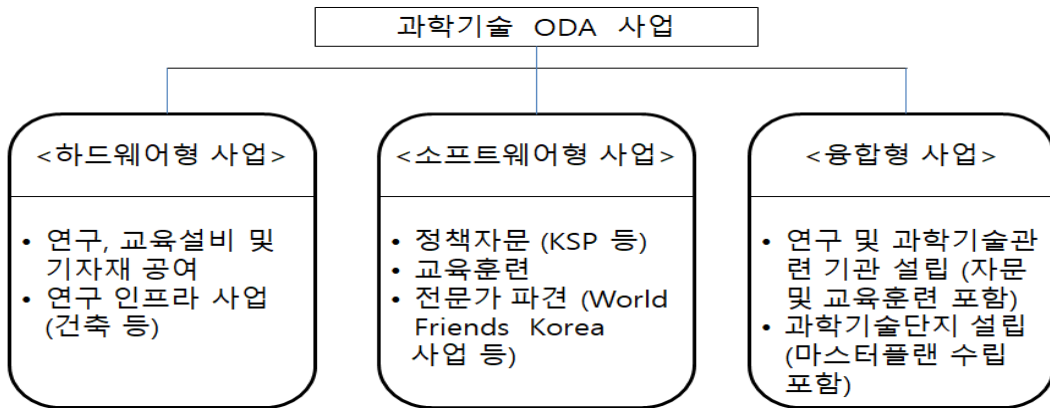 과학기술 ODA 사업
<하드웨어형 사업>
• 연구, 교육설비 및
기자재 공여
• 연구 인프라 사업
(건축 등)
<소프트웨어형 사업>
• 정책자문 (KSP 등)
• 교육훈련
• 전문가 파견 (World
Friends Korea
사업 등)
<융합형 사업>
• 연구 및 과학기술관
련 기관 설립 (자문
및 교육훈련 포함)
• 과학기술단지 설립
(마스터플랜 수립
포함)